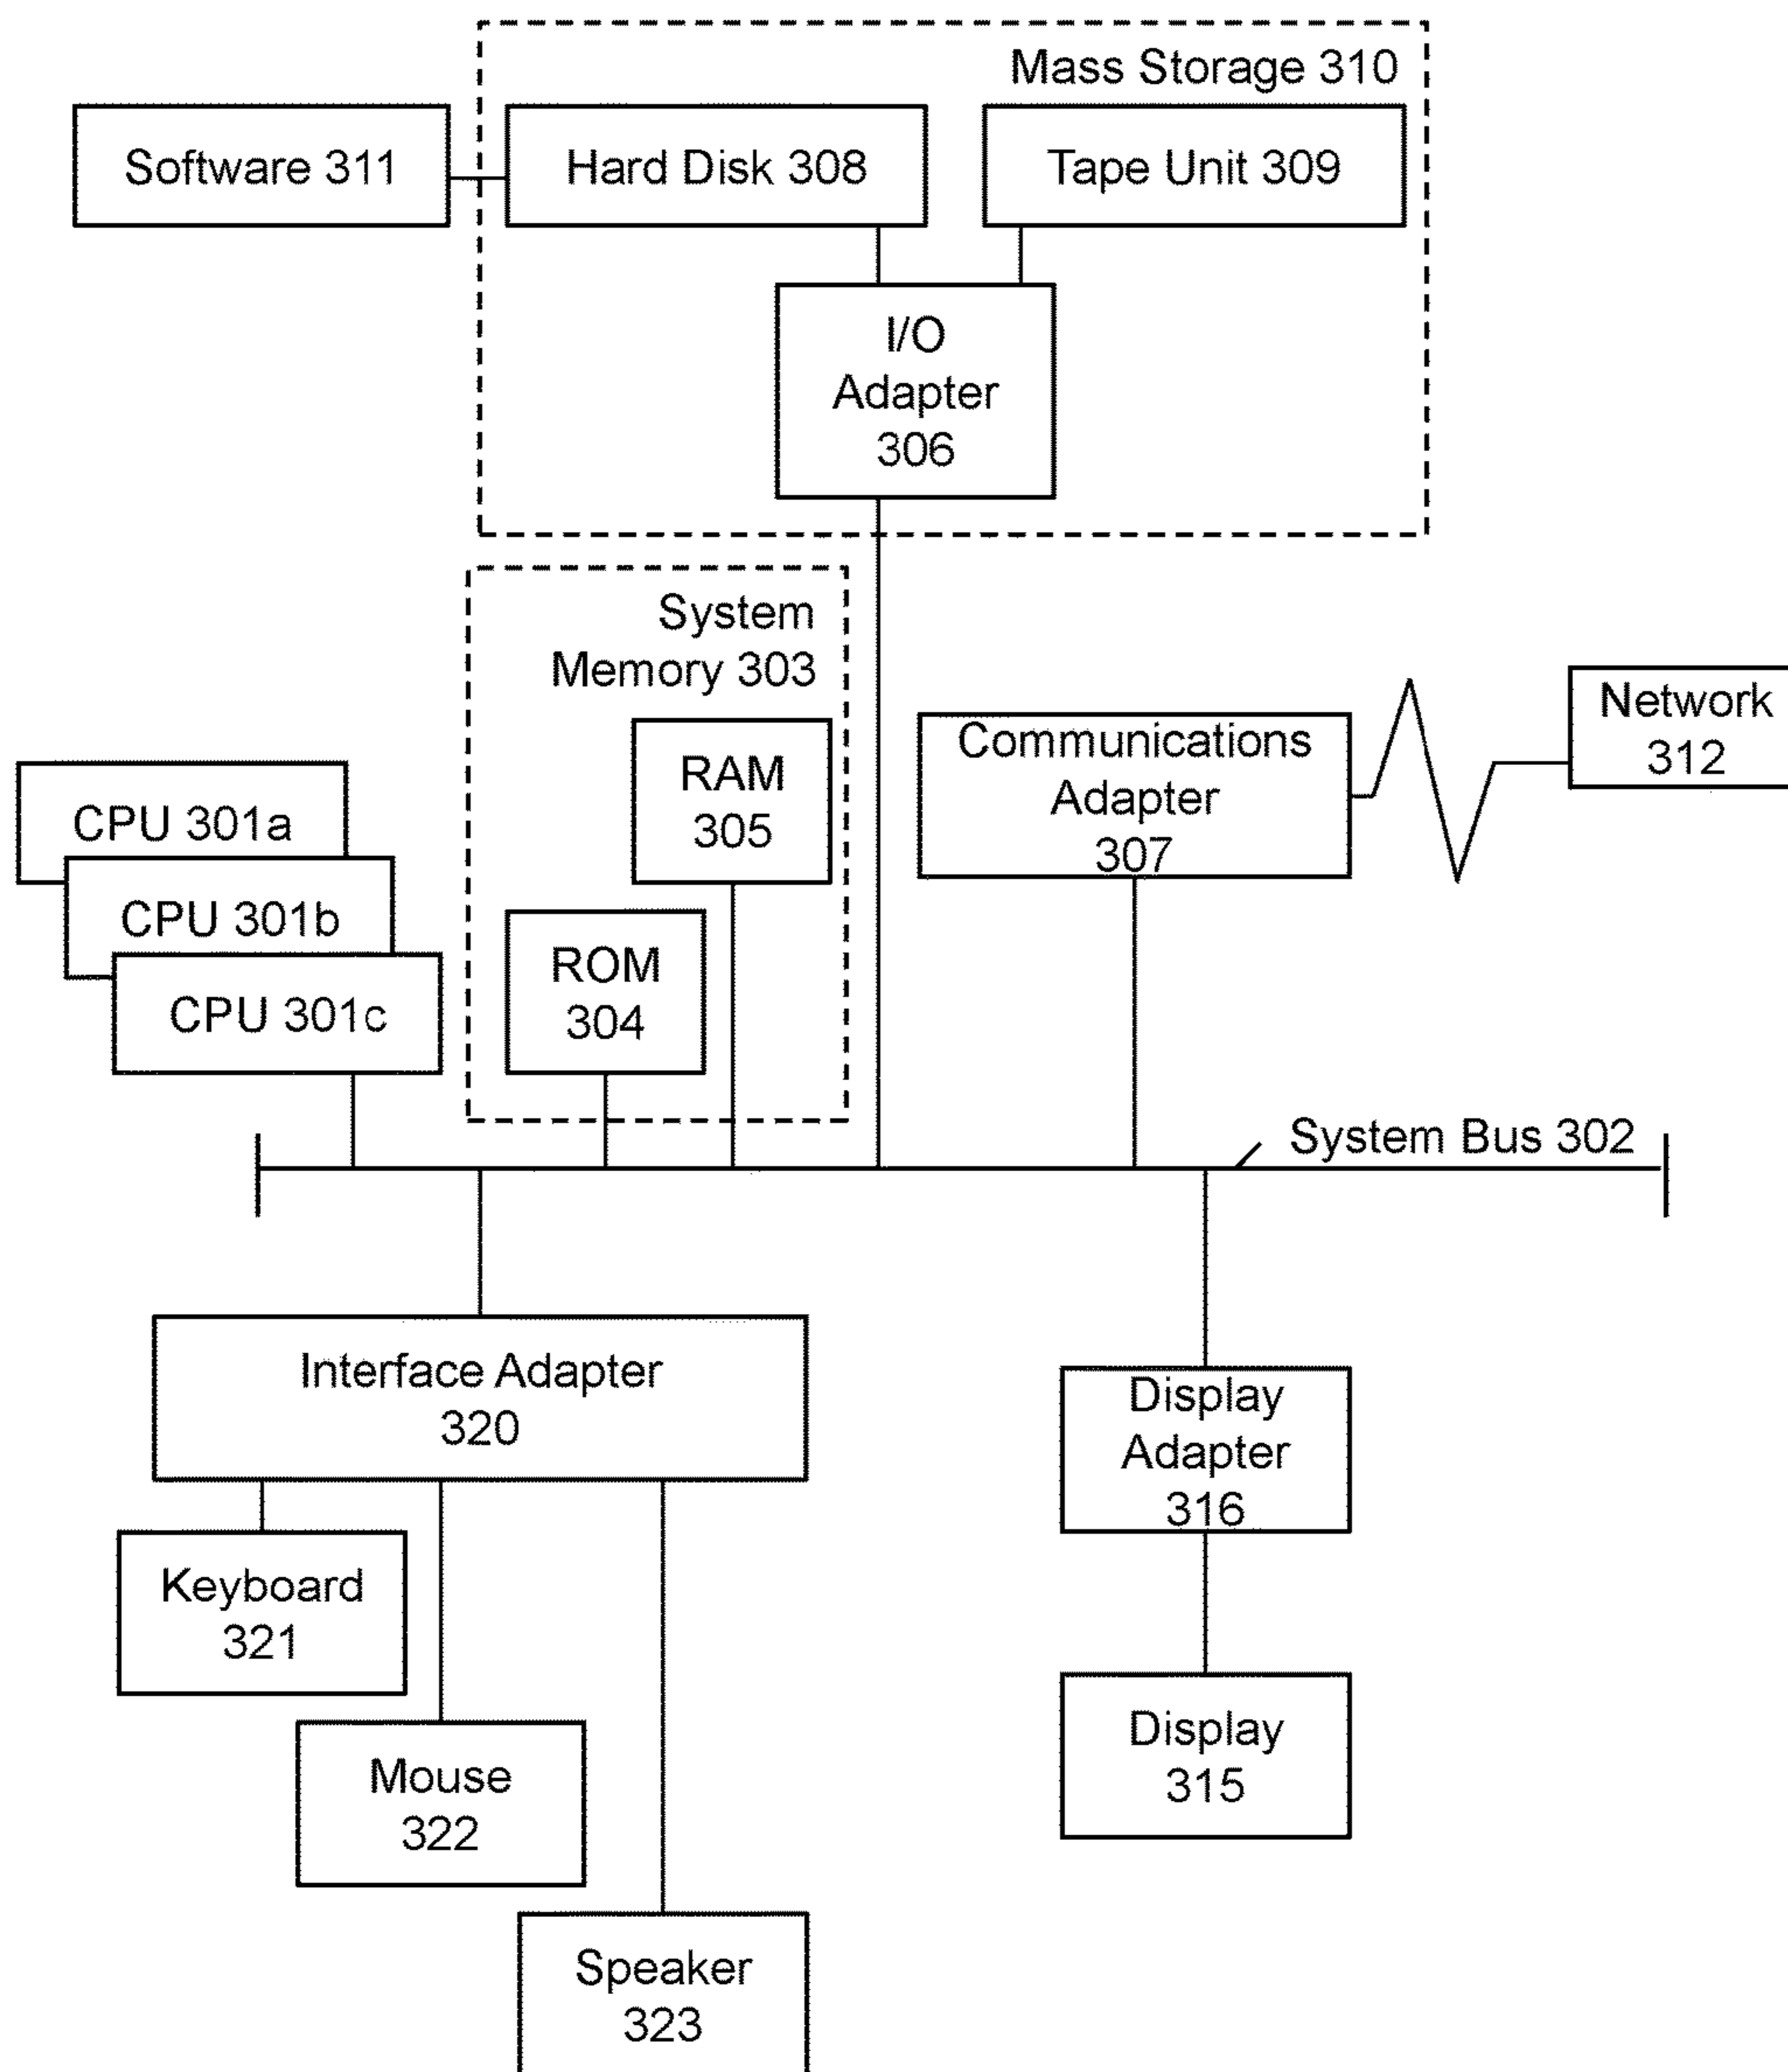 Mass Storage 310
Software 311
Hard Disk 308
Tape Unit 309
I/O
Adapter
306
System
Memory 303
RAM
305
ROM
304
Communications
Adapter
307
Network
312
CPU 301a
CPU 301b
CPU 301c
System Bus 302
Interface Adapter
320
Display
Adapter
316
Keyboard
321
Mouse
322
Display
315
Speaker
323